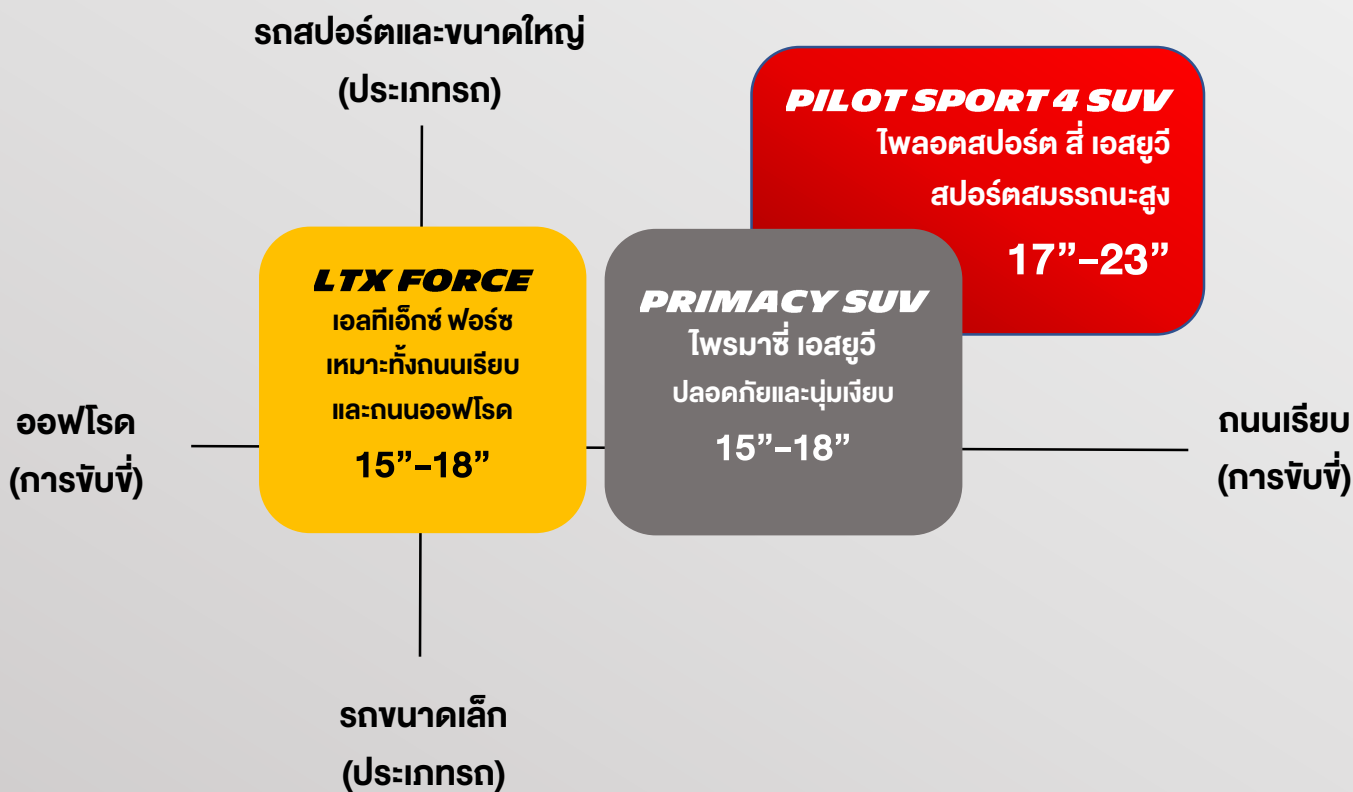 รถสปอร์ตและขนาดใหญ่
(ประเภทรถ)
PILOT SPORT 4 SUV
ไพลอตสปอร์ต สี่ เอสยูวี
สปอร์ตสมรรถนะสูง
17”–23”
LTX FORCE
เอลทีเอ็กซ์ ฟอร์ซ
เหมาะทั้งถนนเรียบ
และถนนออฟโรด
15”–18”
PRIMACY SUV
ไพรมาซี่ เอสยูวี
ปลอดภัยและนุ่มเงียบ
15”–18”
ออฟโรด
(การขับขี่)
ถนนเรียบ
(การขับขี่)
รถขนาดเล็ก
(ประเภทรถ)